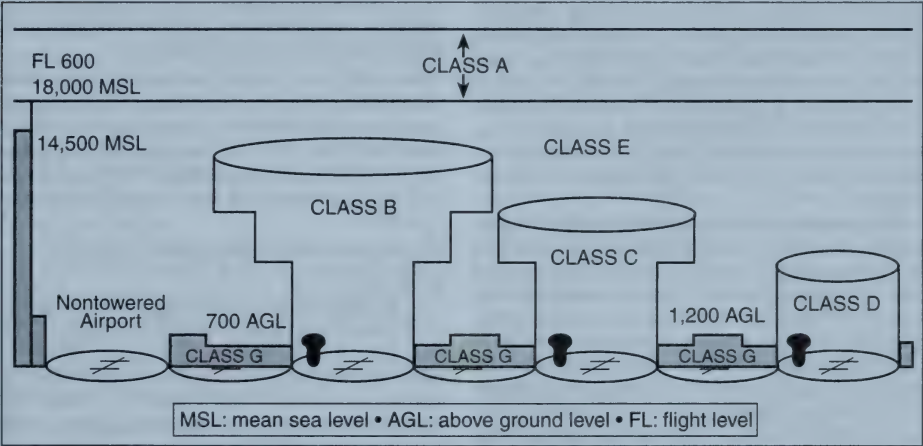 FL 600
CLASS A
18,000 MSL
14,500 MSL
CLASS E
CLASS B
CLASS C
Nontowered
Airport
700 AGL
1,200 AGL
CLASS D
CLASS G
CLASS G
CLASS G
MSL: mean sea level • AGL: above ground level • FL: flight level